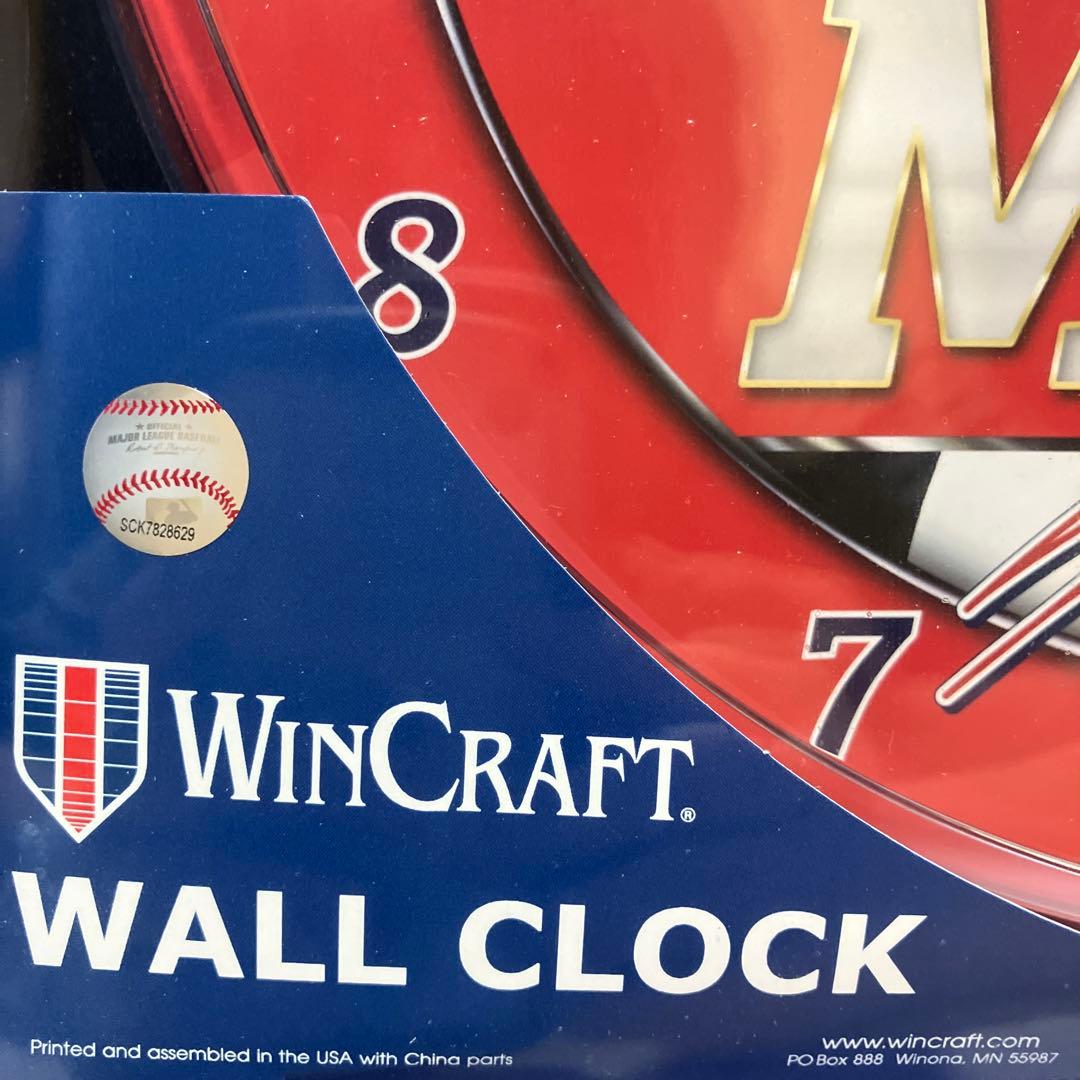 M
8
★ OFFICIAL ★
MAJOR LEAGUE BASEBALL
SCK7828629
7
WINCRAFT®
WALL CLOCK
Printed and assembled in the USA with China parts
www.wincraft.com
PO Box 888 Winona, MN 55987